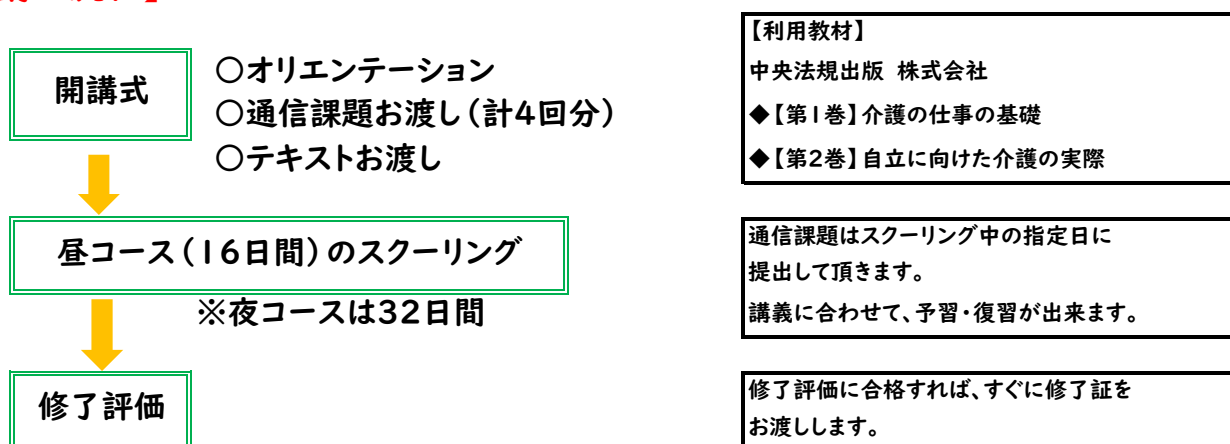 開講式
○オリエンテーション
○通信課題お渡し(計4回分)
○テキストお渡し
【利用教材】
中央法規出版 株式会社
◆【第1巻】介護の仕事の基礎
◆【第2巻】自立に向けた介護の実際
昼コース(16日間)のスクーリング
※夜コースは32日間
通信課題はスクーリング中の指定日に
提出して頂きます。
講義に合わせて、予習・復習が出来ます。
修了評価
修了評価に合格すれば、すぐに修了証を
お渡しします。